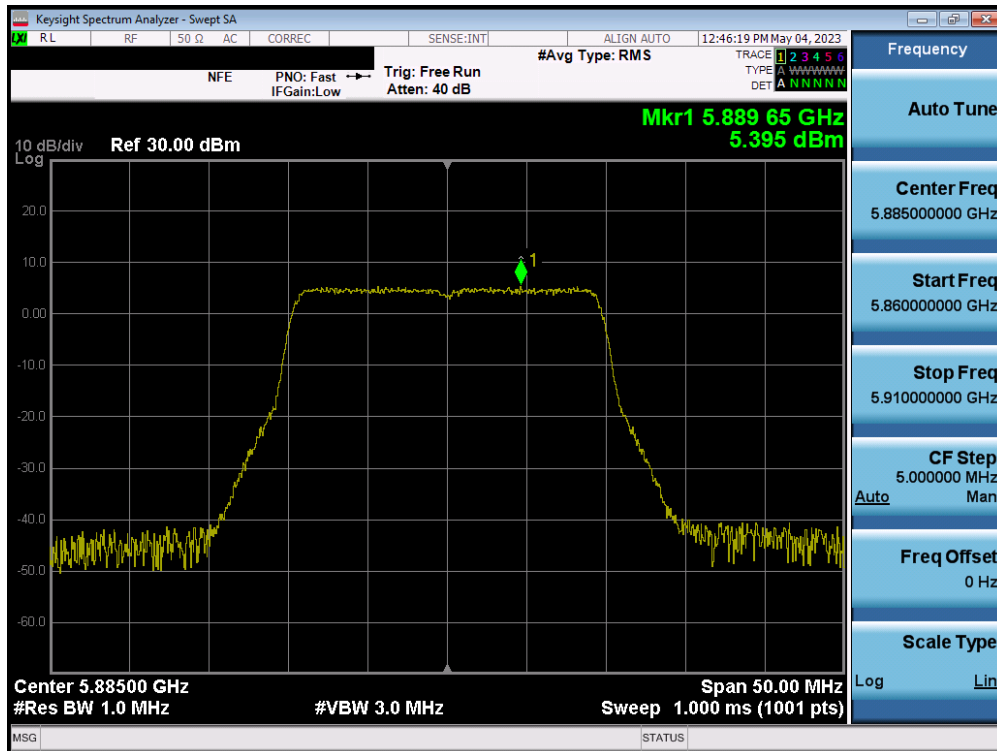 Keysight Spectrum Analyzer - Swept SA
LXI RL RF 50 Ω AC CORREC SENSE:INT ALIGN AUTO 12:46:19 PM May 04, 2023
#Avg Type: RMS TRACE 1 2 3 4 5 6
NFE PNO: Fast Trig: Free Run TYPE A WWWWW
IFGain:Low Atten: 40 dB DET A N N N N N
Mkr1 5.889 65 GHz
5.395 dBm
10 dB/div Ref 30.00 dBm
Log
20.0
1
10.0
0.00
-10.0
-20.0
-30.0
-40.0
-50.0
-60.0
Center 5.88500 GHz Span 50.00 MHz
#Res BW 1.0 MHz #VBW 3.0 MHz Sweep 1.000 ms (1001 pts)
MSG STATUS
Frequency
Auto Tune
Center Freq
5.885000000 GHz
Start Freq
5.860000000 GHz
Stop Freq
5.910000000 GHz
CF Step
5.000000 MHz
Auto Man
Freq Offset
0 Hz
Scale Type
Log Lin